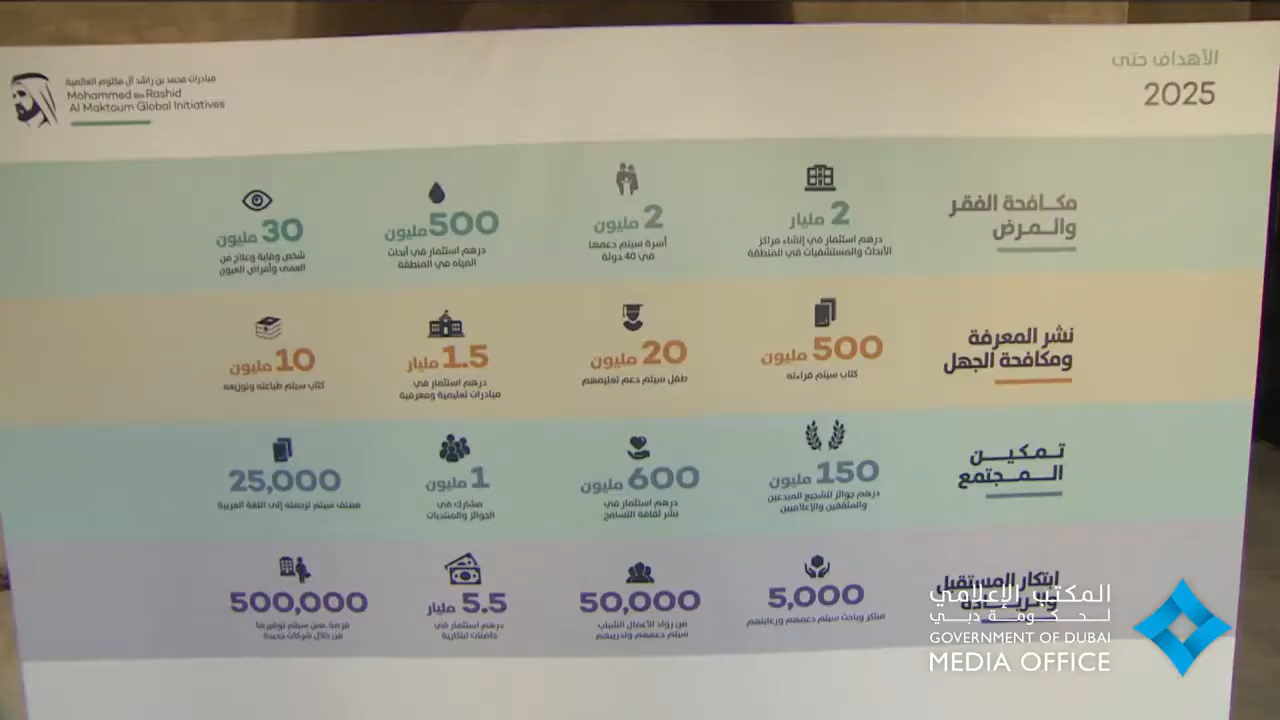 مبادرات محمد بن راشد آل مكتوم العالمية
Mohammed Bin Rashid
Al Maktoum Global Initiatives
الأهداف حتى
2025
مكافحة الفقر
والمرض
2 مليار
درهم استثمار في إنشاء مراكز
الأبحاث والمستشفيات في المنطقة
2 مليون
أسرة سيتم دعمها
في 40 دولة
500 مليون
درهم استثمار في أبحاث
المياه في المنطقة
30 مليون
شخص وقاية وعلاج من
العمى وأمراض العيون
نشر المعرفة
ومكافحة الجهل
500 مليون
كتاب سيتم قراءته
20 مليون
طفل سيتم دعم تعليمهم
1.5 مليار
درهم استثمار في
مبادرات تعليمية ومعرفية
10 مليون
كتاب سيتم طباعته وتوزيعه
تمكين
المجتمع
150 مليون
درهم جوائز لتشجيع المبدعين
والمثقفين والإعلاميين
600 مليون
درهم استثمار في
نشر ثقافة التسامح
1 مليون
مشارك في
الجوائز والمنتديات
25,000
مصنف سيتم ترجمته إلى اللغة العربية
ابتكار المستقبل
5,000
مبتكر وباحث سيتم دعمهم ورعايتهم
50,000
من رواد الأعمال الشباب
سيتم دعمهم وتدريبهم
5.5 مليار
درهم استثمار في
حاضنات ابتكارية
500,000
فرصة عمل سيتم توفيرها
من خلال شركات جديدة
المكتب الإعلامي
لحكومة دبي
GOVERNMENT OF DUBAI
MEDIA OFFICE